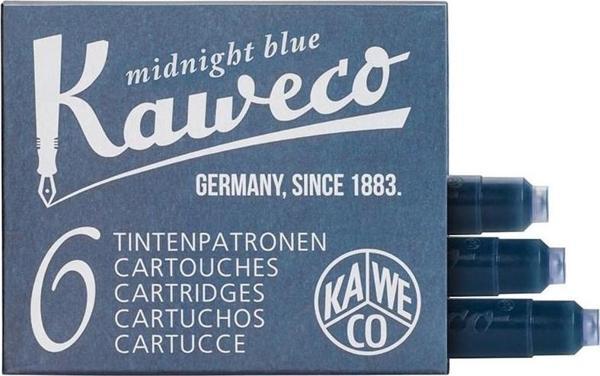 midnight blue
Kaweco
GERMANY, SINCE 1883.
6
TINTENPATRONEN
CARTOUCHES
CARTRIDGES
CARTUCHOS
CARTUCCE
KA WE
CO